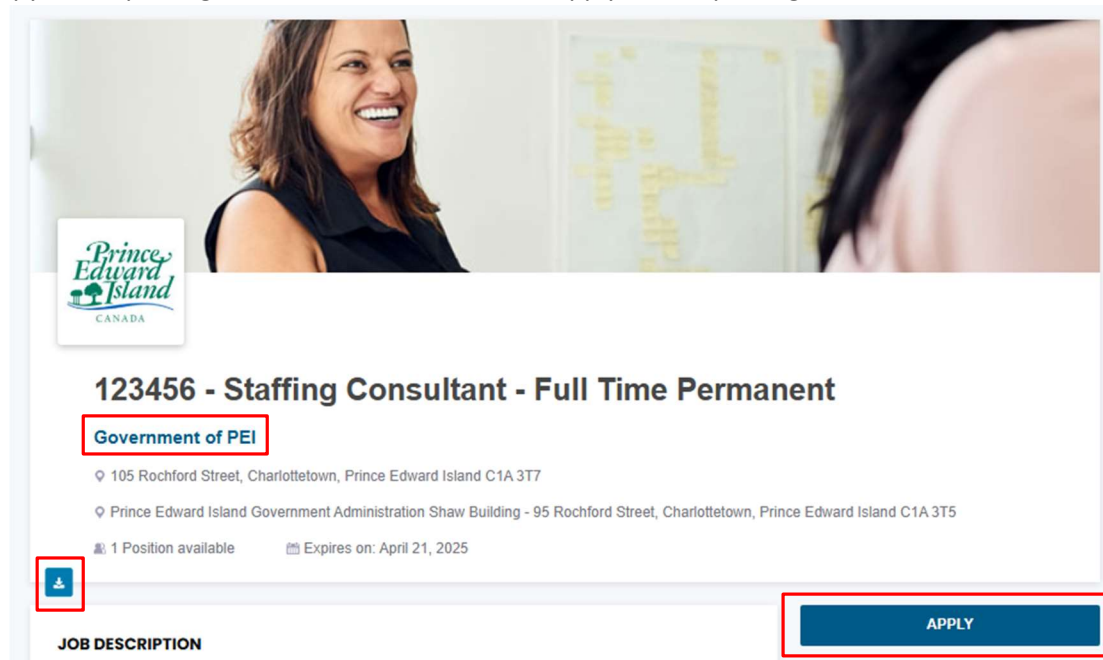 Prince
Edward
Island
CANADA
123456 - Staffing Consultant - Full Time Permanent
Government of PEI
105 Rochford Street, Charlottetown, Prince Edward Island C1A 3T7
Prince Edward Island Government Administration Shaw Building - 95 Rochford Street, Charlottetown, Prince Edward Island C1A 3T5
1 Position available Expires on: April 21, 2025
APPLY
JOB DESCRIPTION